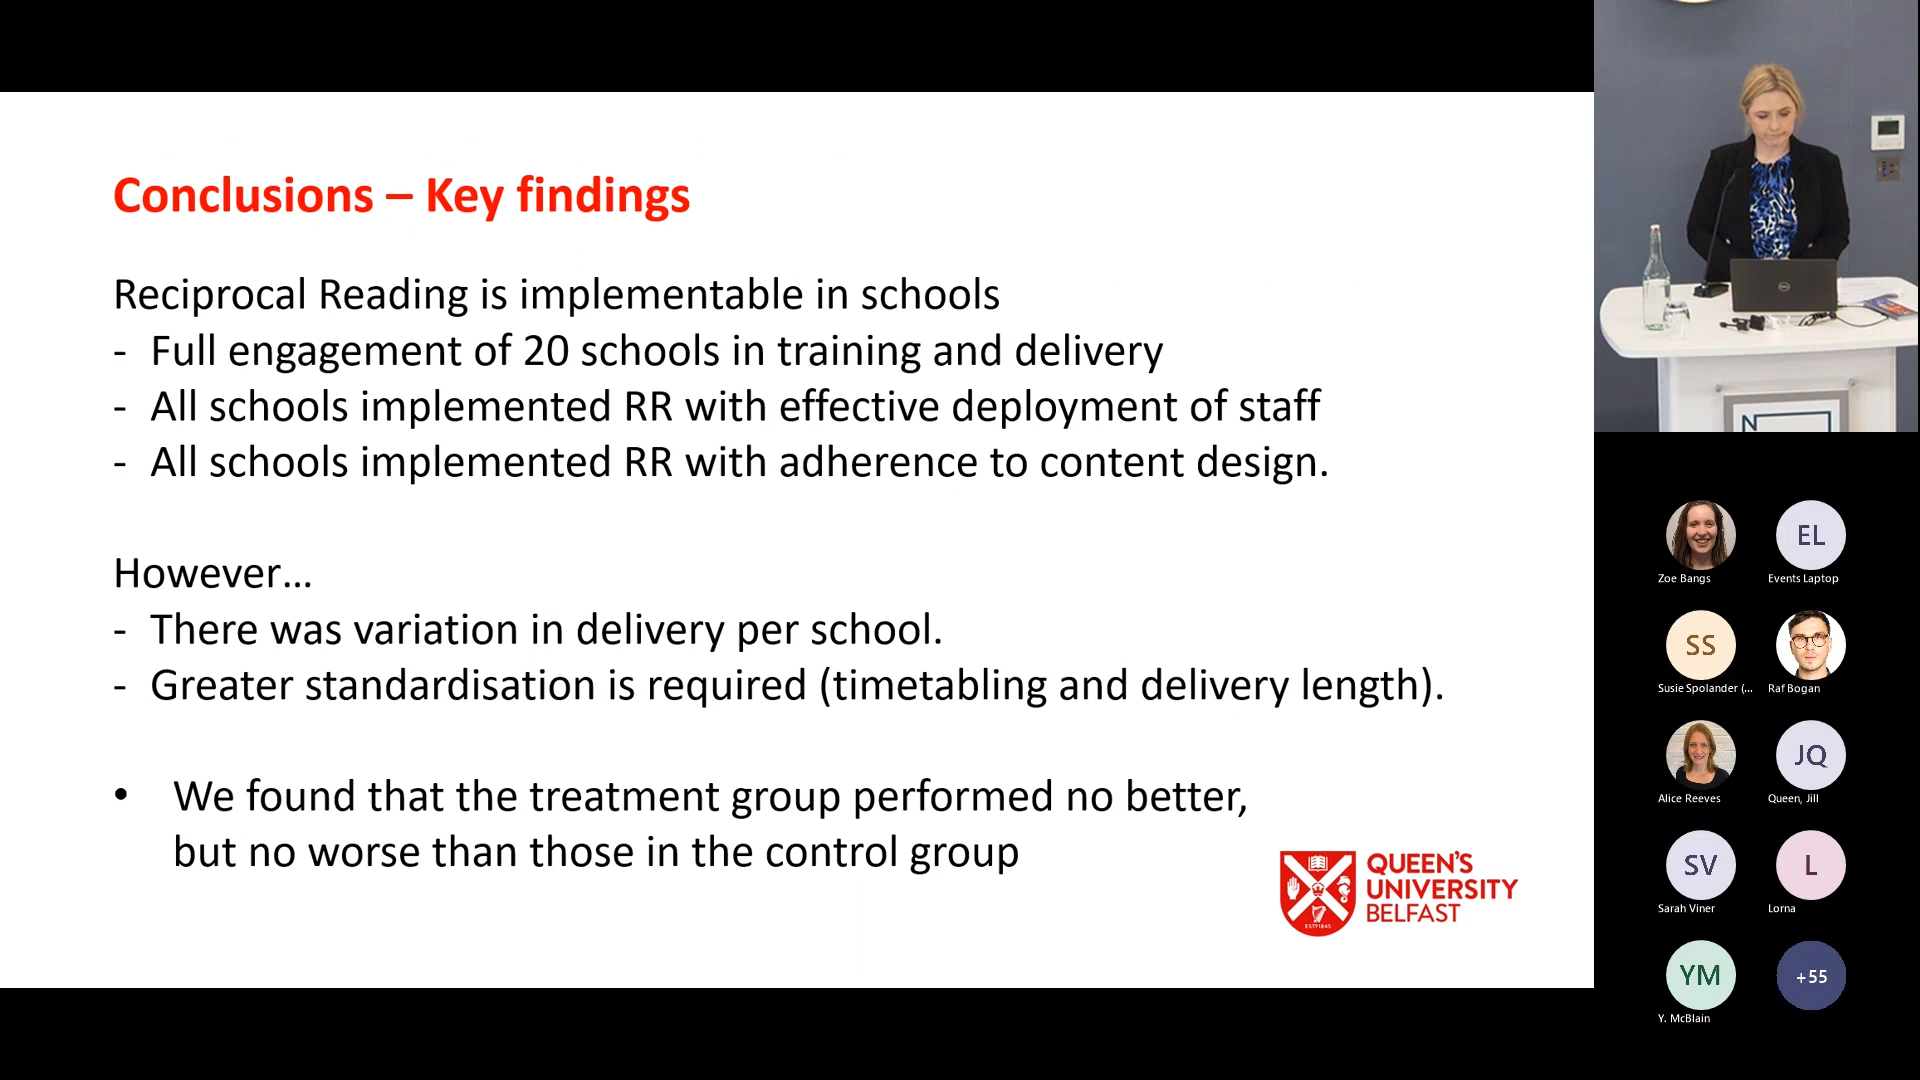 Conclusions – Key findings
Reciprocal Reading is implementable in schools
- Full engagement of 20 schools in training and delivery
- All schools implemented RR with effective deployment of staff
- All schools implemented RR with adherence to content design.
However...
- There was variation in delivery per school.
- Greater standardisation is required (timetabling and delivery length).
• We found that the treatment group performed no better,
but no worse than those in the control group
QUEEN'S
UNIVERSITY
BELFAST
ESTD1845
N
Zoe Bangs
EL
Events Laptop
SS
Susie Spolander (...
Raf Bogan
Alice Reeves
JQ
Queen, Jill
SV
Sarah Viner
L
Lorna
YM
Y. McBlain
+55